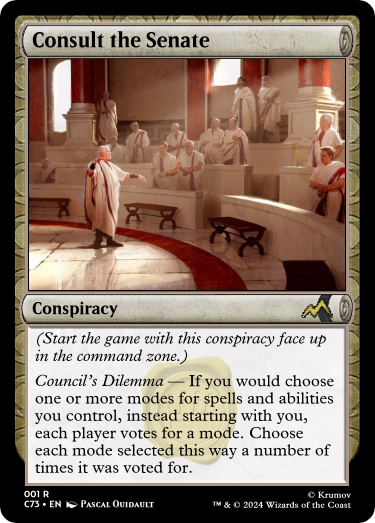 Consult the Senate
Conspiracy
(Start the game with this conspiracy face up
in the command zone.)
Council's Dilemma — If you would choose
one or more modes for spells and abilities
you control, instead starting with you,
each player votes for a mode. Choose
each mode selected this way a number of
times it was voted for.
001 R
C73 • EN Pascal Ouidault
© Krumov
™ & © 2024 Wizards of the Coast